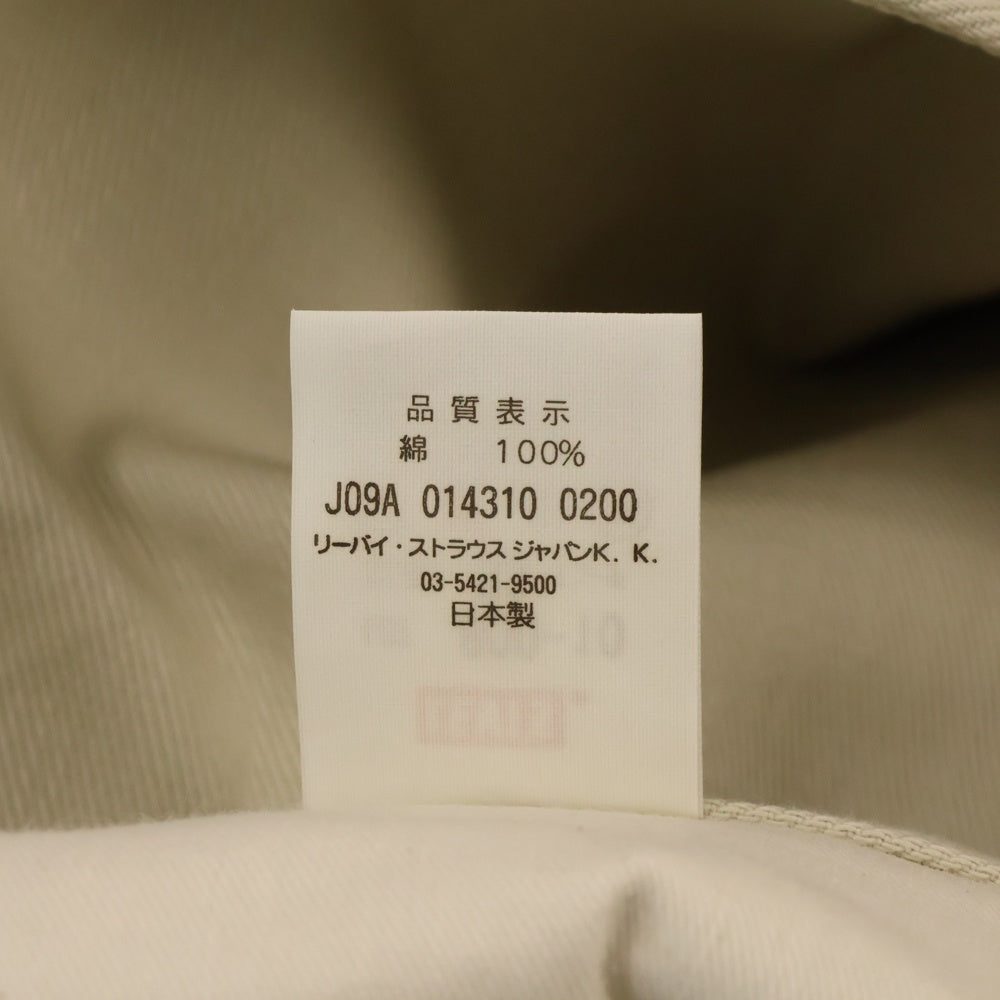 品質表示
綿 100%
J09A 014310 0200
リーバイ・ストラウス ジャパンK. K.
03-5421-9500
日本製